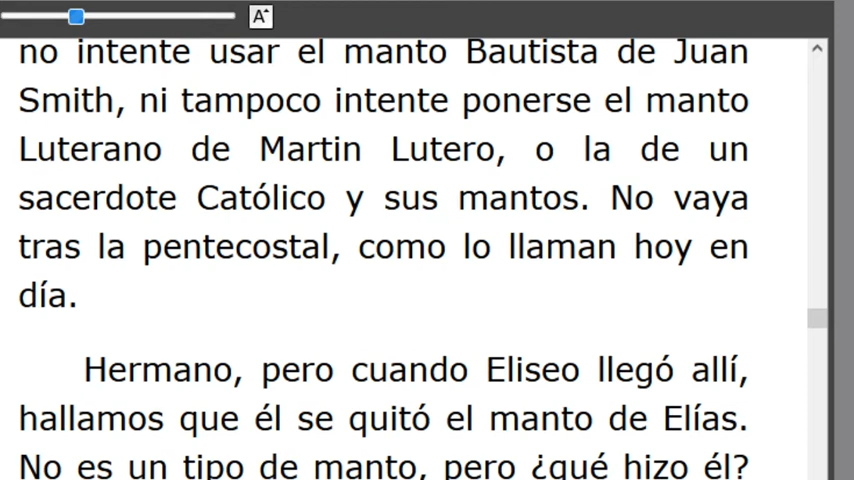 A
no intente usar el manto Bautista de Juan
Smith, ni tampoco intente ponerse el manto
Luterano de Martin Lutero, o la de un
sacerdote Católico y sus mantos. No vaya
tras la pentecostal, como lo llaman hoy en
día.
Hermano, pero cuando Eliseo llegó allí,
hallamos que él se quitó el manto de Elías.
No es un tipo de manto, pero ¿qué hizo él?